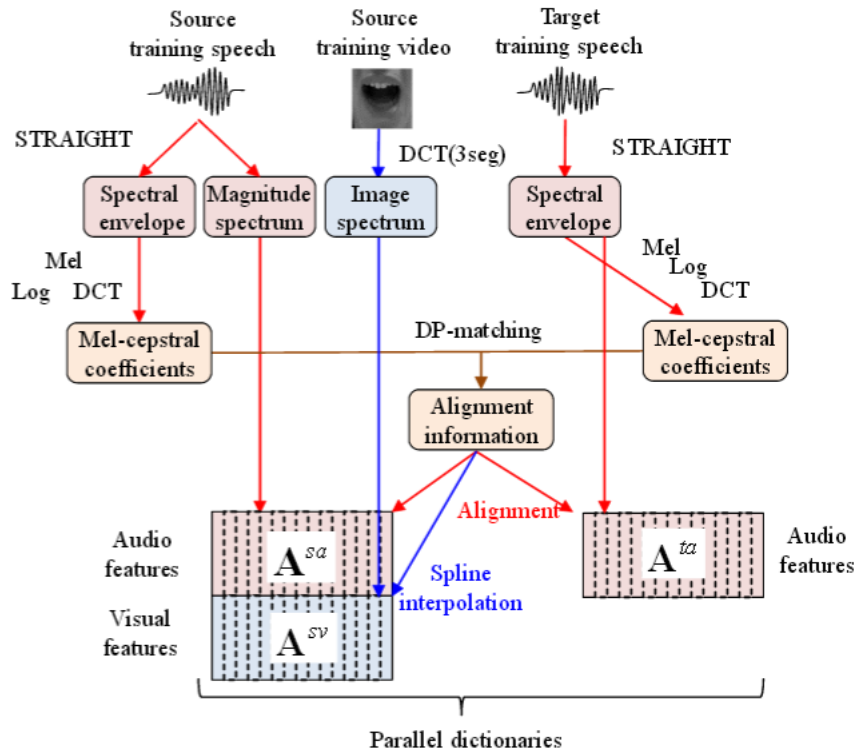 Source
training speech
Source
training video
Target
training speech
STRAIGHT
DCT(3seg)
STRAIGHT
Spectral
envelope
Magnitude
spectrum
Image
spectrum
Spectral
envelope
Mel
Log DCT
Mel
Log
DCT
Mel-cepstral
coefficients
DP-matching
Mel-cepstral
coefficients
Alignment
information
Alignment
Audio
features
A^sa
A^ta
Audio
features
Spline
interpolation
Visual
features
A^sv
Parallel dictionaries